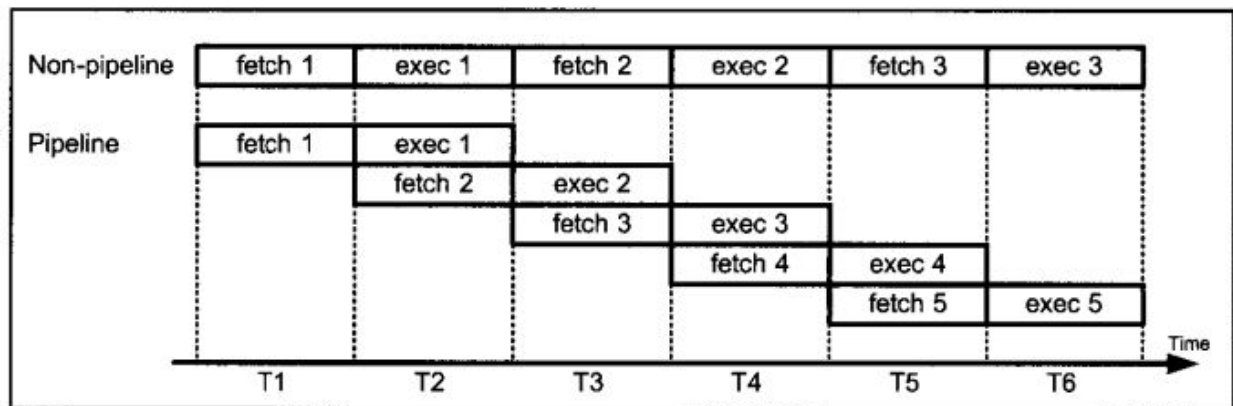 Non-pipeline fetch 1 exec 1 fetch 2 exec 2 fetch 3 exec 3
Pipeline fetch 1 exec 1
fetch 2 exec 2
fetch 3 exec 3
fetch 4 exec 4
fetch 5 exec 5
Time
T1 T2 T3 T4 T5 T6